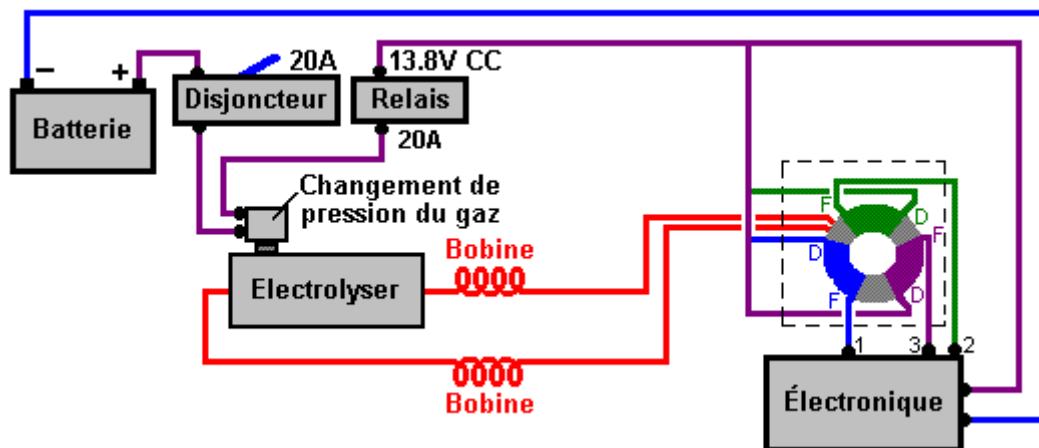 20A
13.8V CC
– +
Disjoncteur
Relais
Batterie
20A
Changement de
pression du gaz
F
D
F
Bobine
D
Electrolyser
F
D
1 3 2
Bobine
Électronique